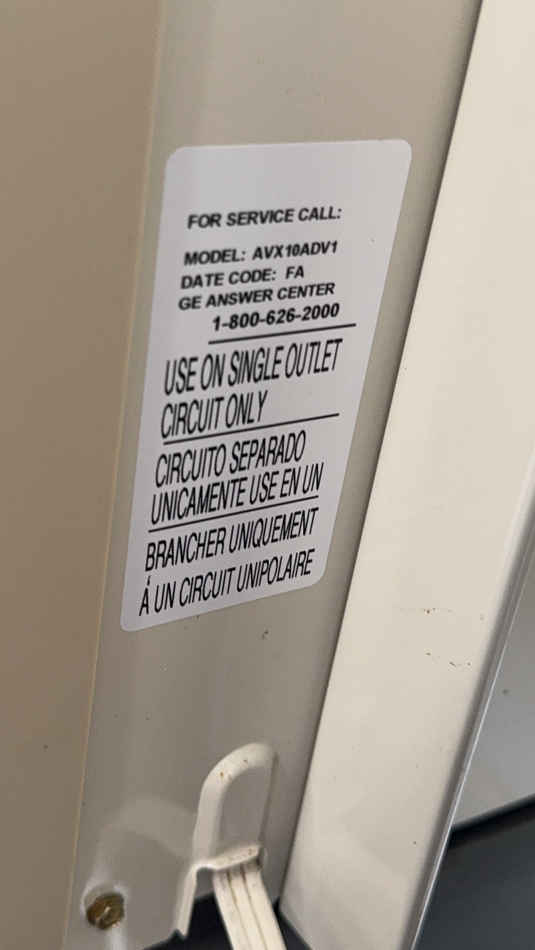 FOR SERVICE CALL:
MODEL: AVX10ADV1
DATE CODE: FA
GE ANSWER CENTER
1-800-626-2000
USE ON SINGLE OUTLET
CIRCUIT ONLY
CIRCUITO SEPARADO
UNICAMENTE USE EN UN
BRANCHER UNIQUEMENT
Á UN CIRCUIT UNIPOLAIRE